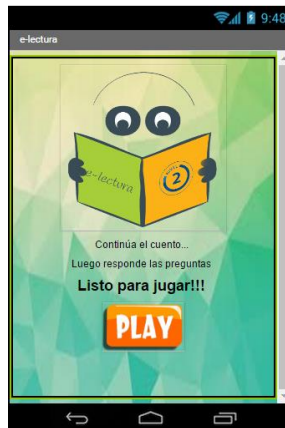 9:48
e-lectura
e-lectura
2
Continúa el cuento...
Luego responde las preguntas
Listo para jugar!!!
PLAY